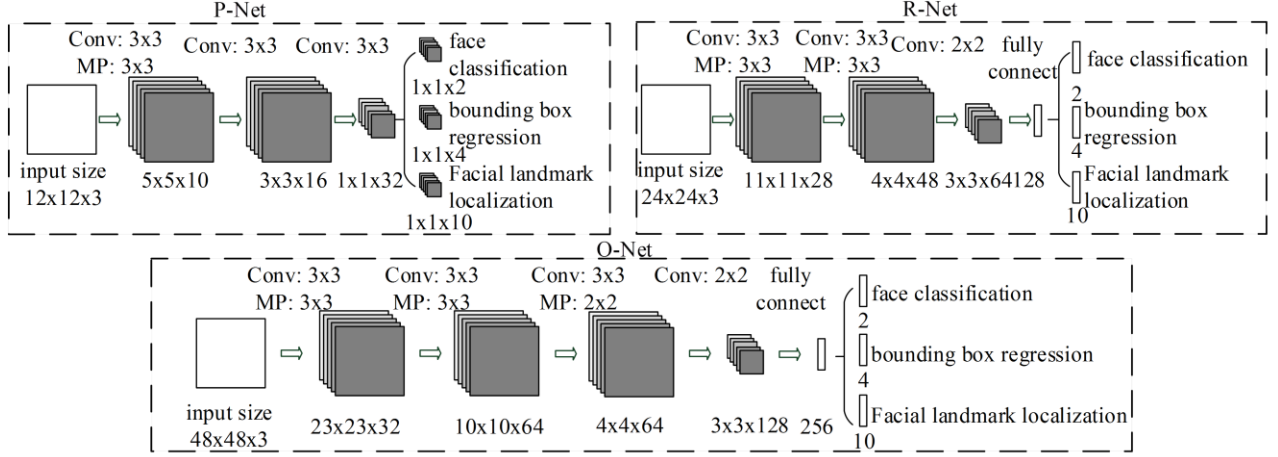 P-Net
Conv: 3x3 Conv: 3x3 Conv: 3x3
MP: 3x3
face
classification
1x1x2
bounding box
regression
1x1x4
Facial landmark
localization
1x1x10
input size
12x12x3
5x5x10
3x3x16
1x1x32
R-Net
Conv: 3x3 Conv: 3x3 Conv: 2x2 fully
MP: 3x3 MP: 3x3 connect
face classification
2
bounding box
regression
4
Facial landmark
localization
10
input size
24x24x3
11x11x28
4x4x48
3x3x64
128
O-Net
Conv: 3x3 Conv: 3x3 Conv: 3x3 Conv: 2x2 fully
MP: 3x3 MP: 3x3 MP: 2x2 connect
face classification
2
bounding box regression
4
Facial landmark localization
10
input size
48x48x3
23x23x32
10x10x64
4x4x64
3x3x128
256